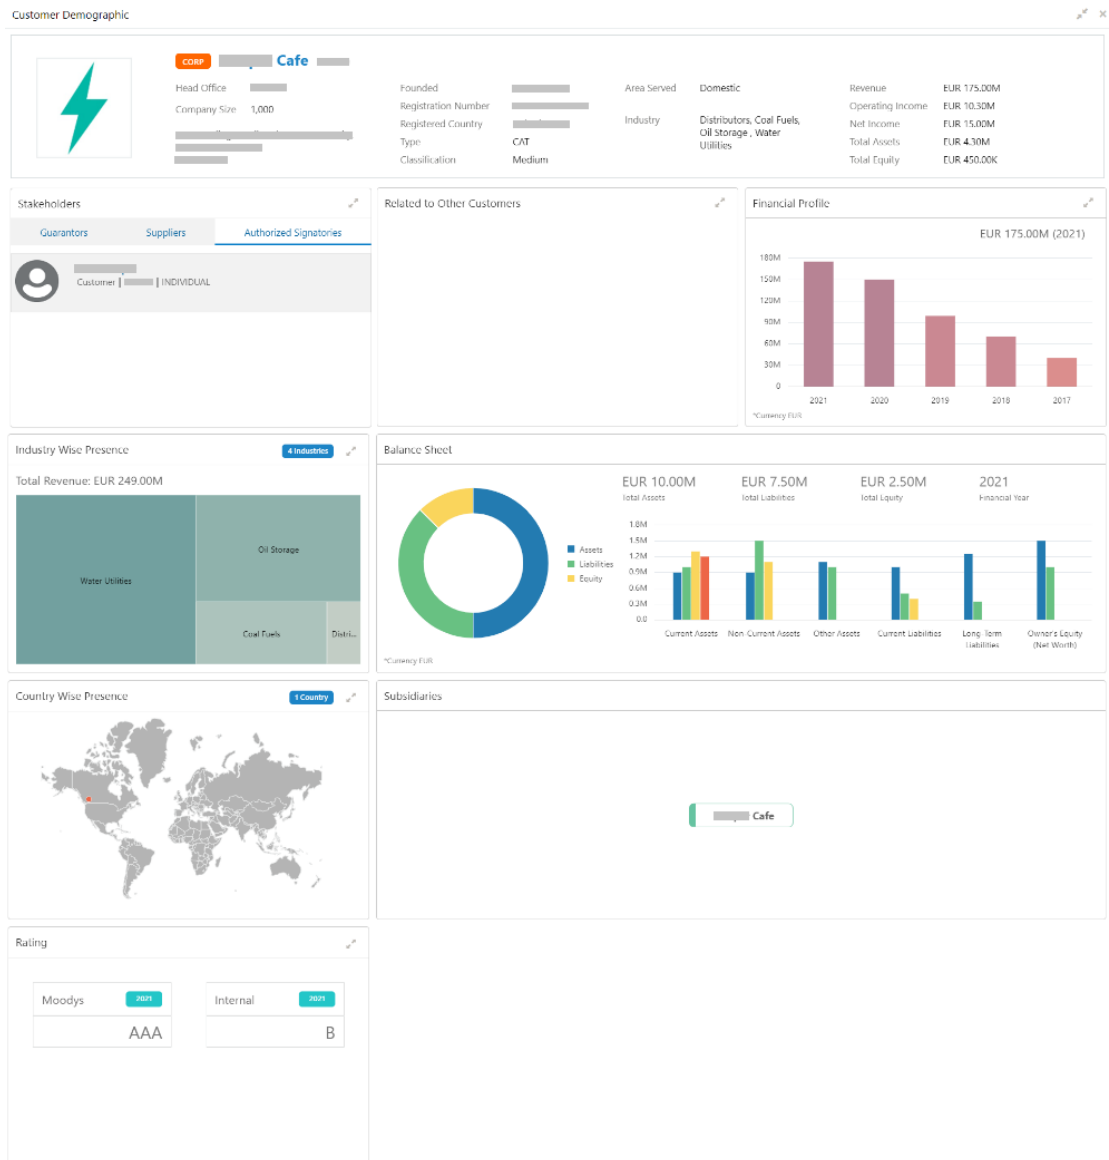 Customer Demographic
CORP Cafe
Head Office
Company Size 1,000
Founded
Registration Number
Registered Country
Type CAT
Classification Medium
Area Served Domestic
Industry Distributors, Coal Fuels,
Oil Storage , Water
Utilities
Revenue EUR 175.00M
Operating Income EUR 10.30M
Net Income EUR 15.00M
Total Assets EUR 4.30M
Total Equity EUR 450.00K
Stakeholders
Guarantors Suppliers Authorized Signatories
Customer | | INDIVIDUAL
Related to Other Customers
Financial Profile
EUR 175.00M (2021)
180M
150M
120M
90M
60M
30M
0
2021 2020 2019 2018 2017
*Currency EUR
Industry Wise Presence 4 Industries
Total Revenue: EUR 249.00M
Water Utilities
Oil Storage
Coal Fuels
Distri...
Balance Sheet
Assets
Liabilities
Equity
*Currency EUR
EUR 10.00M EUR 7.50M EUR 2.50M 2021
Total Assets Total Liabilities Total Equity Financial Year
1.8M
1.5M
1.2M
0.9M
0.6M
0.3M
0.0
Current Assets Non-Current Assets Other Assets Current Liabilities Long-Term Owner's Equity
Liabilities (Net Worth)
Country Wise Presence 1 Country
Subsidiaries
Cafe
Rating
Moodys 2021
AAA
Internal 2021
B